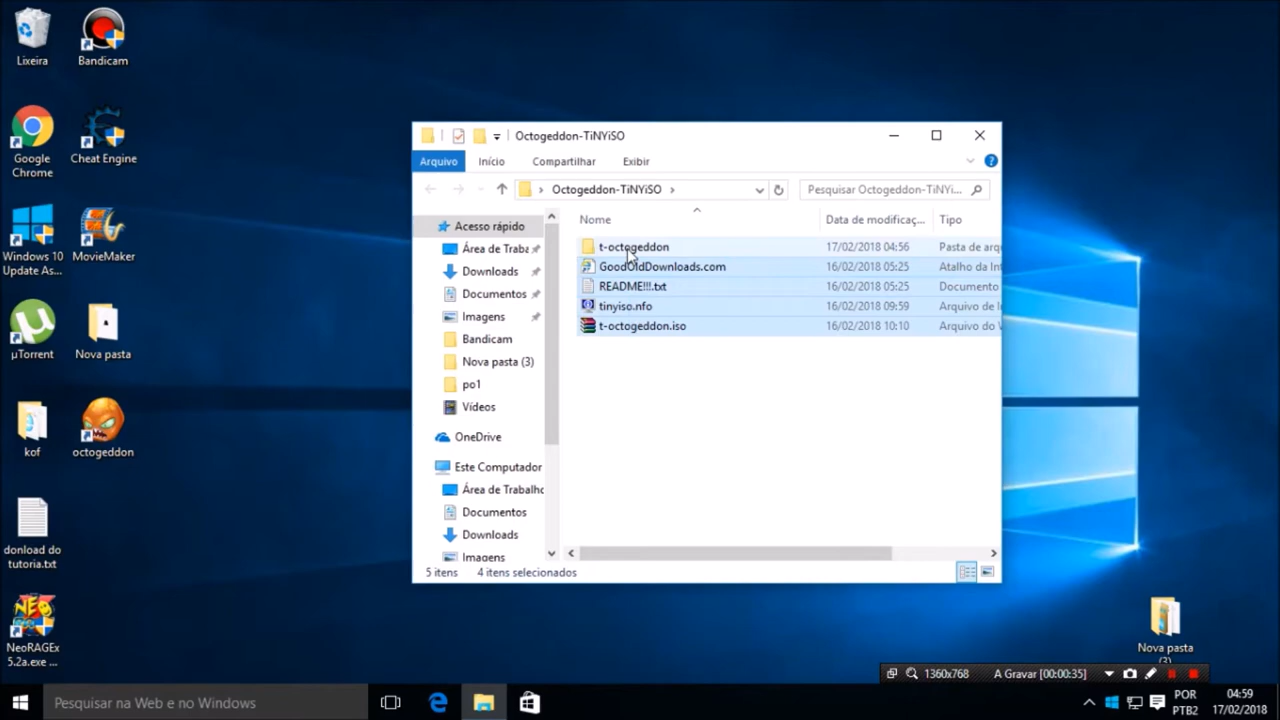 Lixeira
Bandicam
Google
Chrome
Cheat Engine
Windows 10
Update As...
MovieMaker
µTorrent
Nova pasta
kof
octogeddon
donload do
tutoria.txt
NeoRAGEx
5.2a.exe ...
Octogeddon-TiNYiSO
Arquivo
Início
Compartilhar
Exibir
Octogeddon-TiNYiSO
Pesquisar Octogeddon-TiNYi...
Acesso rápido
Área de Traba
Downloads
Documentos
Imagens
Bandicam
Nova pasta (3)
po1
Vídeos
OneDrive
Este Computador
Área de Trabalho
Documentos
Downloads
Imagens
Nome
Data de modificaç...
Tipo
t-octogeddon
17/02/2018 04:56
Pasta de arq
GoodOldDownloads.com
16/02/2018 05:25
Atalho da Int
README!!!.txt
16/02/2018 05:25
Documento
tinyiso.nfo
16/02/2018 09:59
Arquivo de I
t-octogeddon.iso
16/02/2018 10:10
Arquivo do W
5 itens
4 itens selecionados
Nova pasta
(3)
1360x768
A Gravar [00:00:35]
Pesquisar na Web e no Windows
POR
PTB2
04:59
17/02/2018